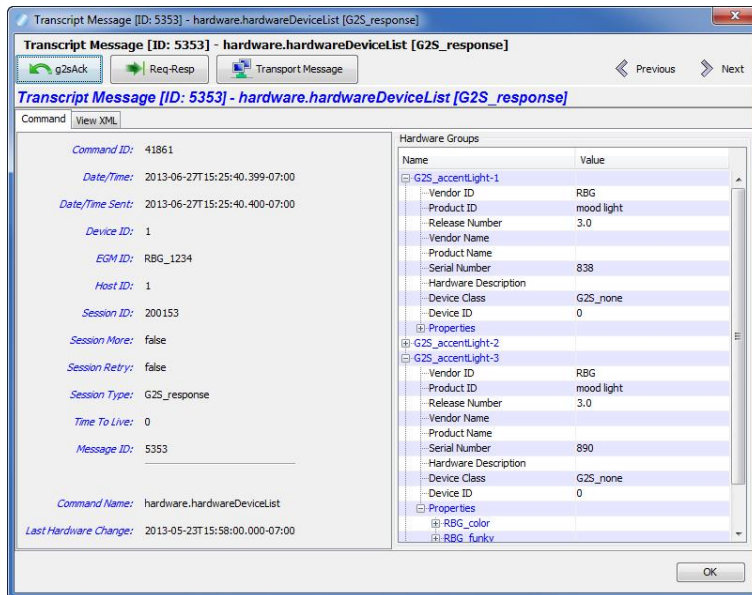 Transcript Message [ID: 5353] - hardware.hardwareDeviceList [G2S_response]
Transcript Message [ID: 5353] - hardware.hardwareDeviceList [G2S_response]
g2sAck Req-Resp Transport Message Previous Next
Transcript Message [ID: 5353] - hardware.hardwareDeviceList [G2S_response]
Command View XML
Command ID: 41861
Date/Time: 2013-06-27T15:25:40.399-07:00
Date/Time Sent: 2013-06-27T15:25:40.400-07:00
Device ID: 1
EGM ID: RBG_1234
Host ID: 1
Session ID: 200153
Session More: false
Session Retry: false
Session Type: G2S_response
Time To Live: 0
Message ID: 5353
Command Name: hardware.hardwareDeviceList
Last Hardware Change: 2013-05-23T15:58:00.000-07:00
Hardware Groups
Name Value
G2S_accentLight-1
Vendor ID RBG
Product ID mood light
Release Number 3.0
Vendor Name
Product Name
Serial Number 838
Hardware Description
Device Class G2S_none
Device ID 0
Properties
G2S_accentLight-2
G2S_accentLight-3
Vendor ID RBG
Product ID mood light
Release Number 3.0
Vendor Name
Product Name
Serial Number 890
Hardware Description
Device Class G2S_none
Device ID 0
Properties
RBG_color
RBG_funky
OK